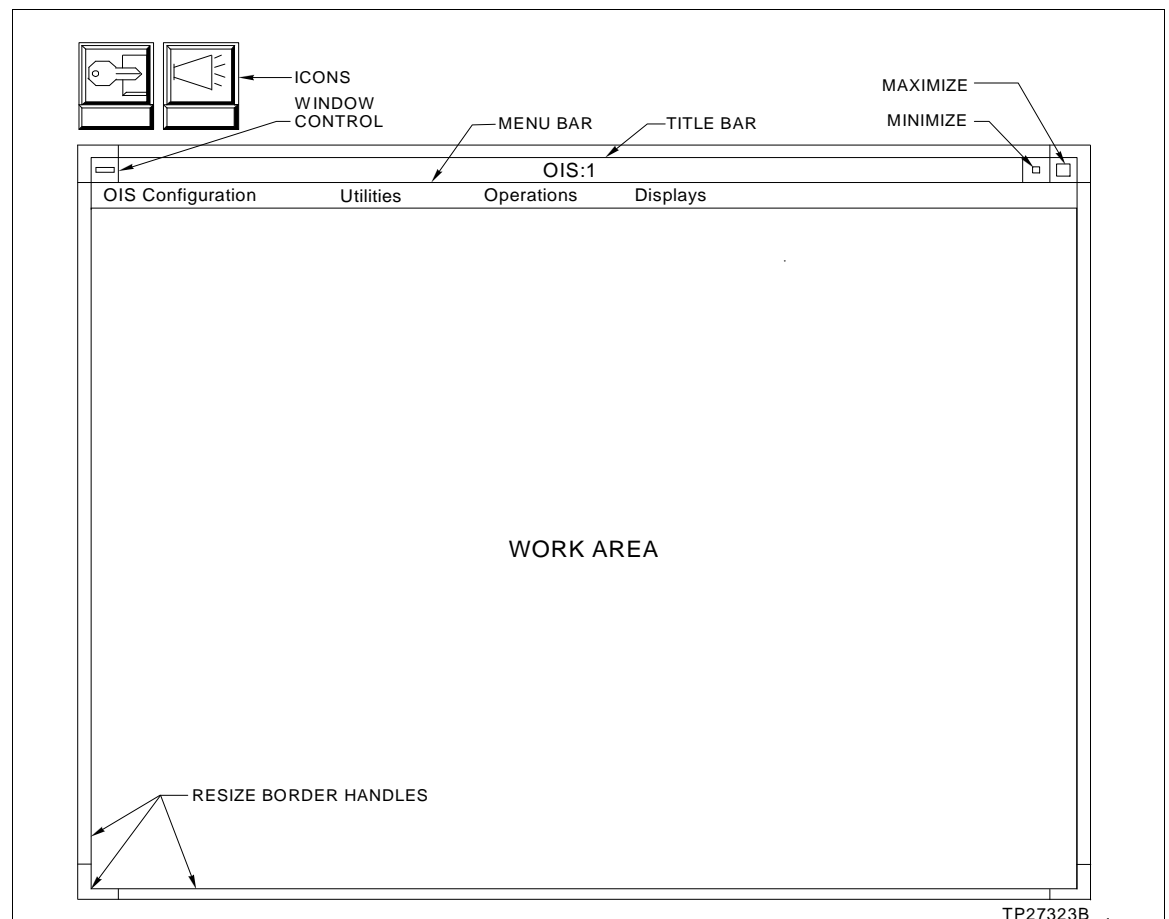 ICONS
WINDOW
CONTROL
MENU BAR
TITLE BAR
MAXIMIZE
MINIMIZE
OIS:1
OIS Configuration Utilities Operations Displays
WORK AREA
RESIZE BORDER HANDLES
TP27323B